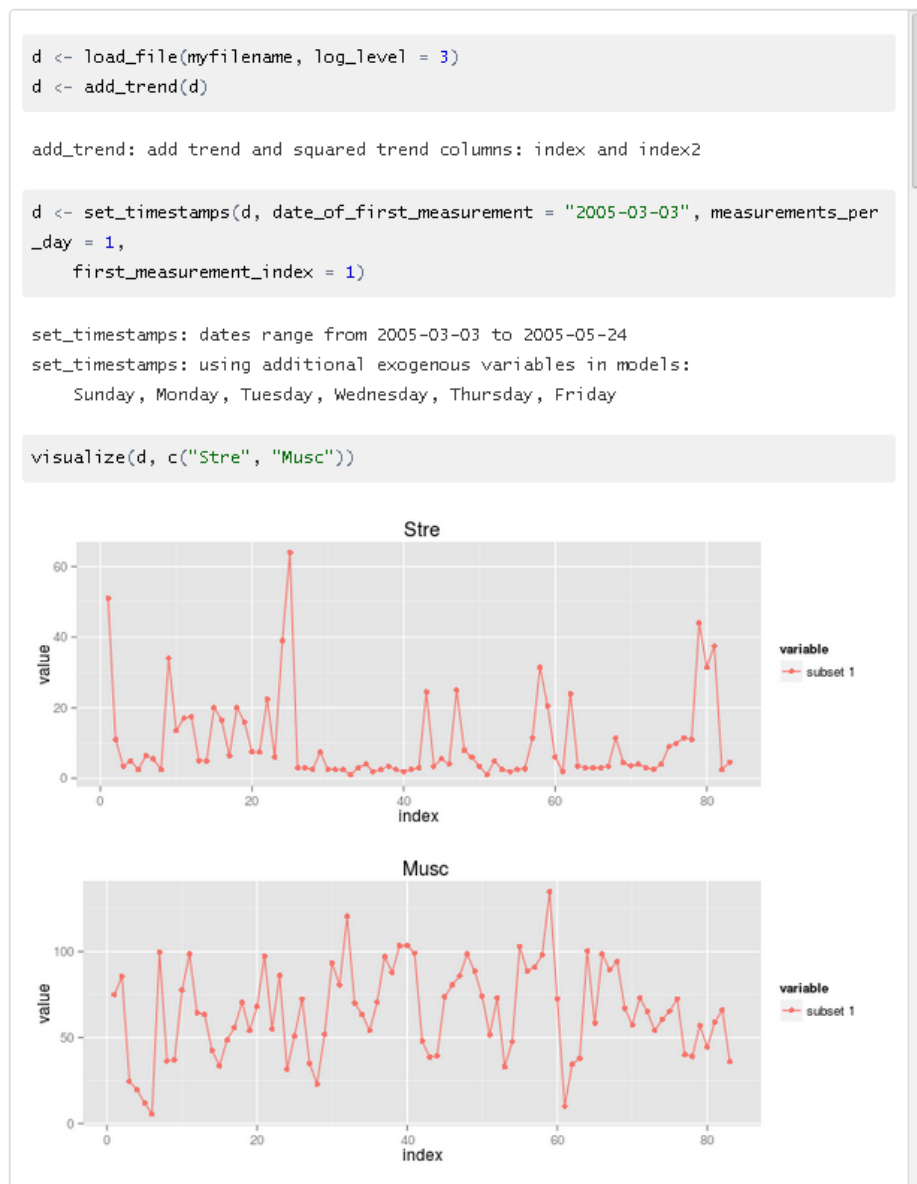 d <- load_file(myfilename, log_level = 3)
d <- add_trend(d)
add_trend: add trend and squared trend columns: index and index2
d <- set_timestamps(d, date_of_first_measurement = "2005-03-03", measurements_per
_day = 1,
    first_measurement_index = 1)
set_timestamps: dates range from 2005-03-03 to 2005-05-24
set_timestamps: using additional exogenous variables in models:
    Sunday, Monday, Tuesday, Wednesday, Thursday, Friday
visualize(d, c("Stre", "Musc"))
Stre
60
40
20
0
value
0 20 40 60 80
index
variable
subset 1
Musc
100
50
0
value
0 20 40 60 80
index
variable
subset 1